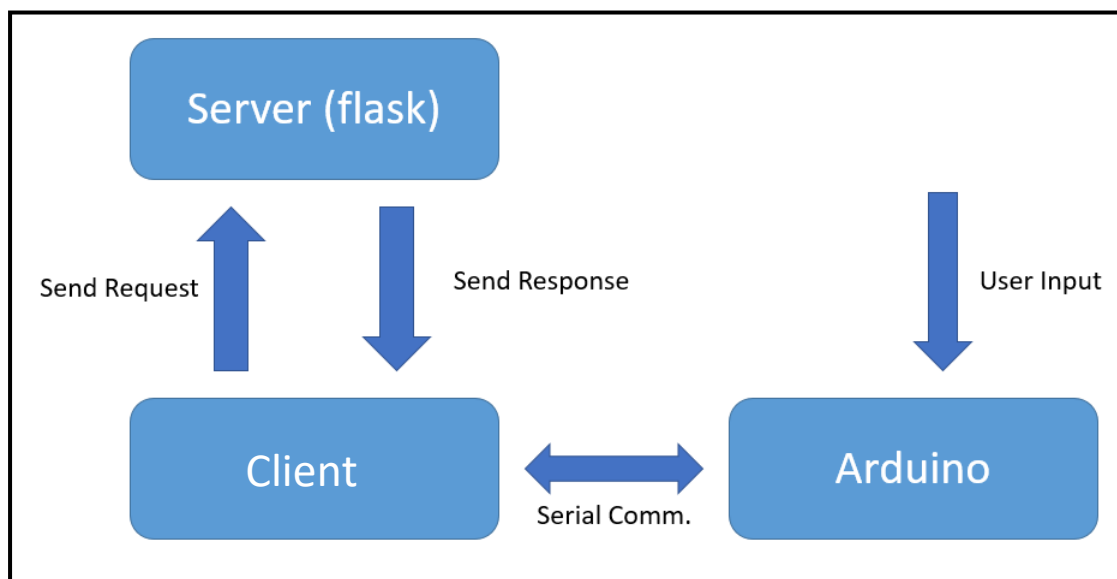 Server (flask)
Send Request
Send Response
User Input
Client
Serial Comm.
Arduino